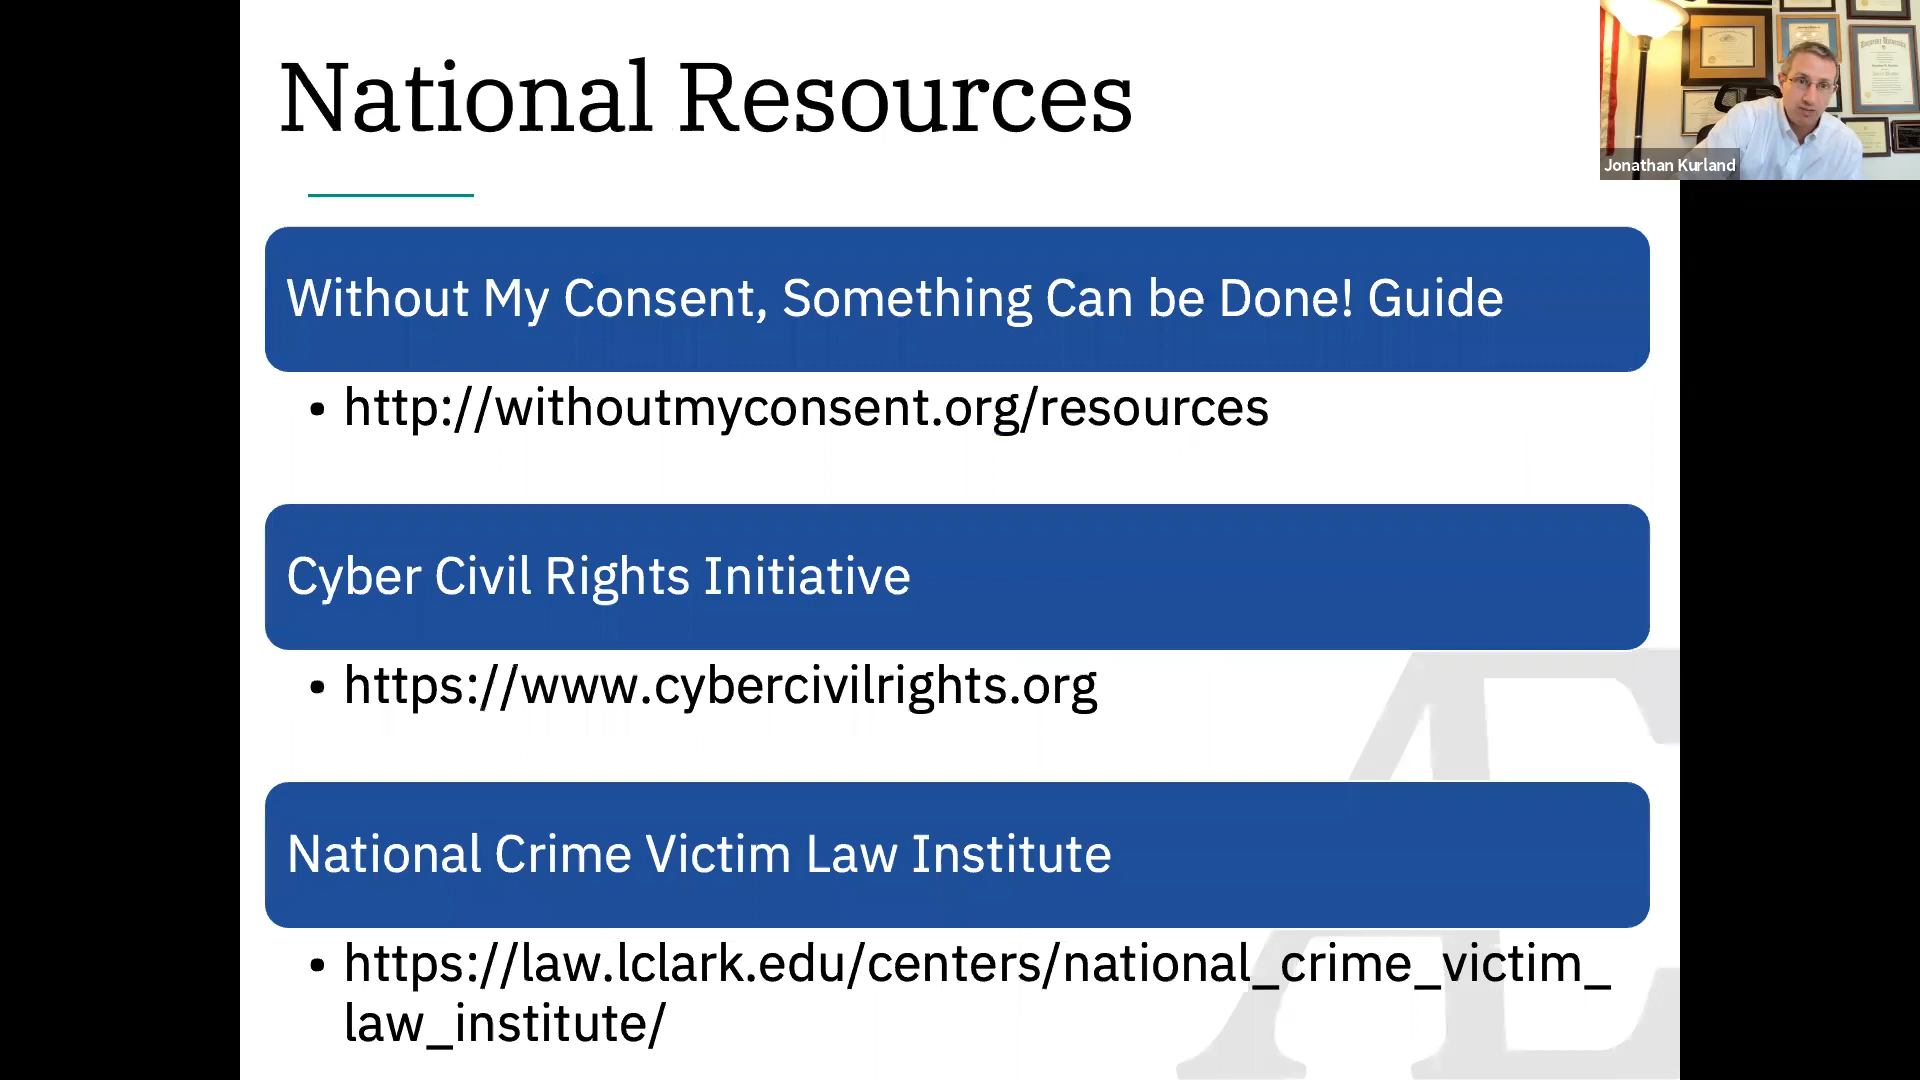 National Resources
Jonathan Kurland
Without My Consent, Something Can be Done! Guide
• http://withoutmyconsent.org/resources
Cyber Civil Rights Initiative
• https://www.cybercivilrights.org
National Crime Victim Law Institute
• https://law.lclark.edu/centers/national_crime_victim_
law_institute/
Æ